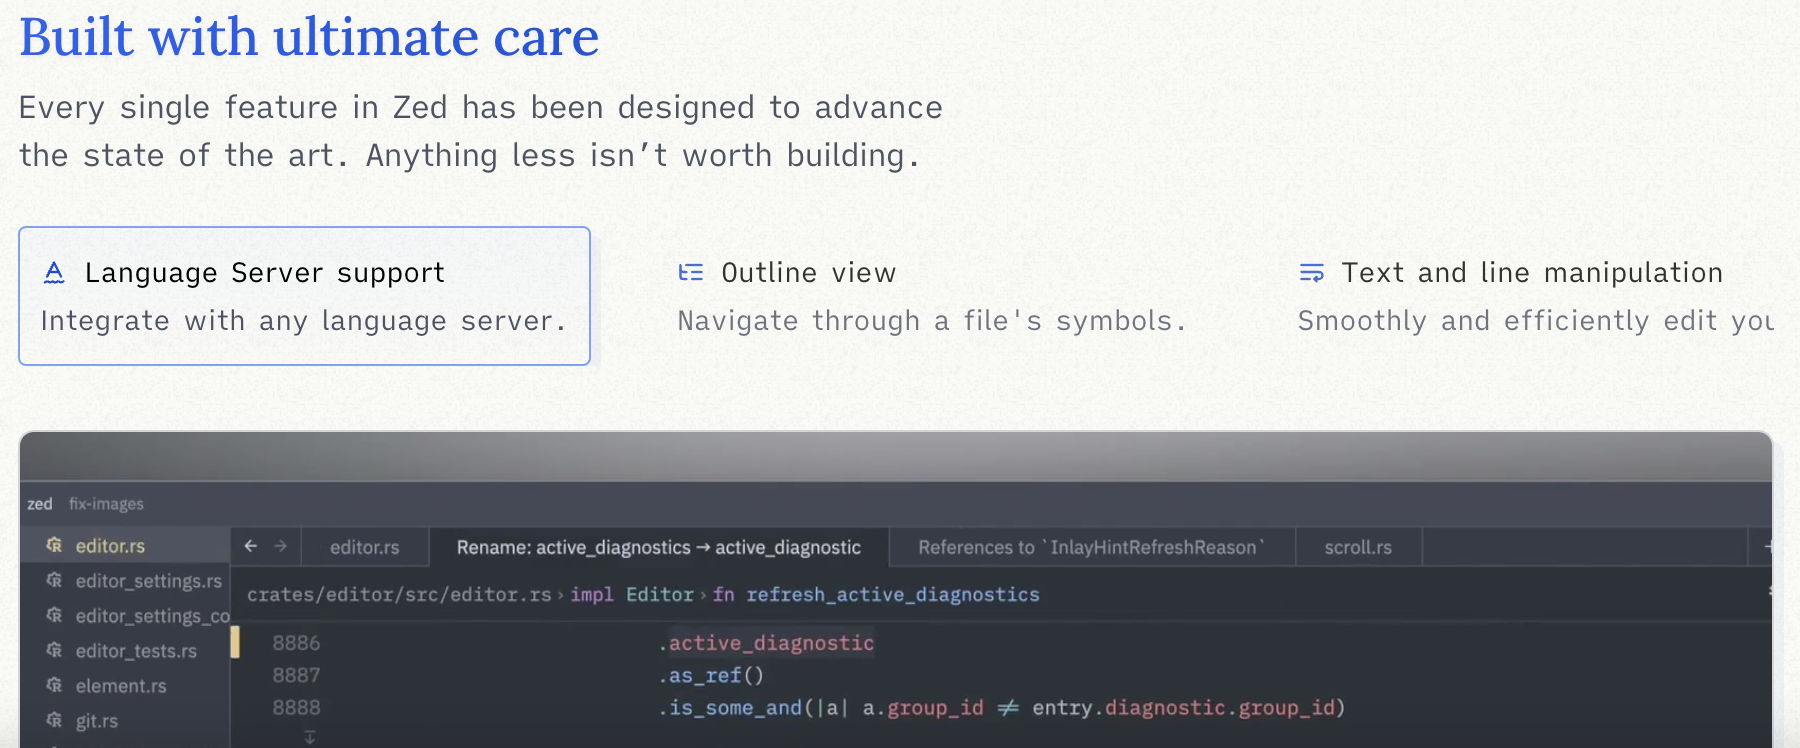 Built with ultimate care
Every single feature in Zed has been designed to advance
the state of the art. Anything less isn’t worth building.
Language Server support
Integrate with any language server.
Outline view
Navigate through a file's symbols.
Text and line manipulation
Smoothly and efficiently edit you
zed fix-images
editor.rs
editor_settings.rs
editor_settings_co
editor_tests.rs
element.rs
git.rs
← → editor.rs Rename: active_diagnostics → active_diagnostic References to `InlayHintRefreshReason` scroll.rs +
crates/editor/src/editor.rs › impl Editor › fn refresh_active_diagnostics
8886 .active_diagnostic
8887 .as_ref()
8888 .is_some_and(|a| a.group_id ≠ entry.diagnostic.group_id)